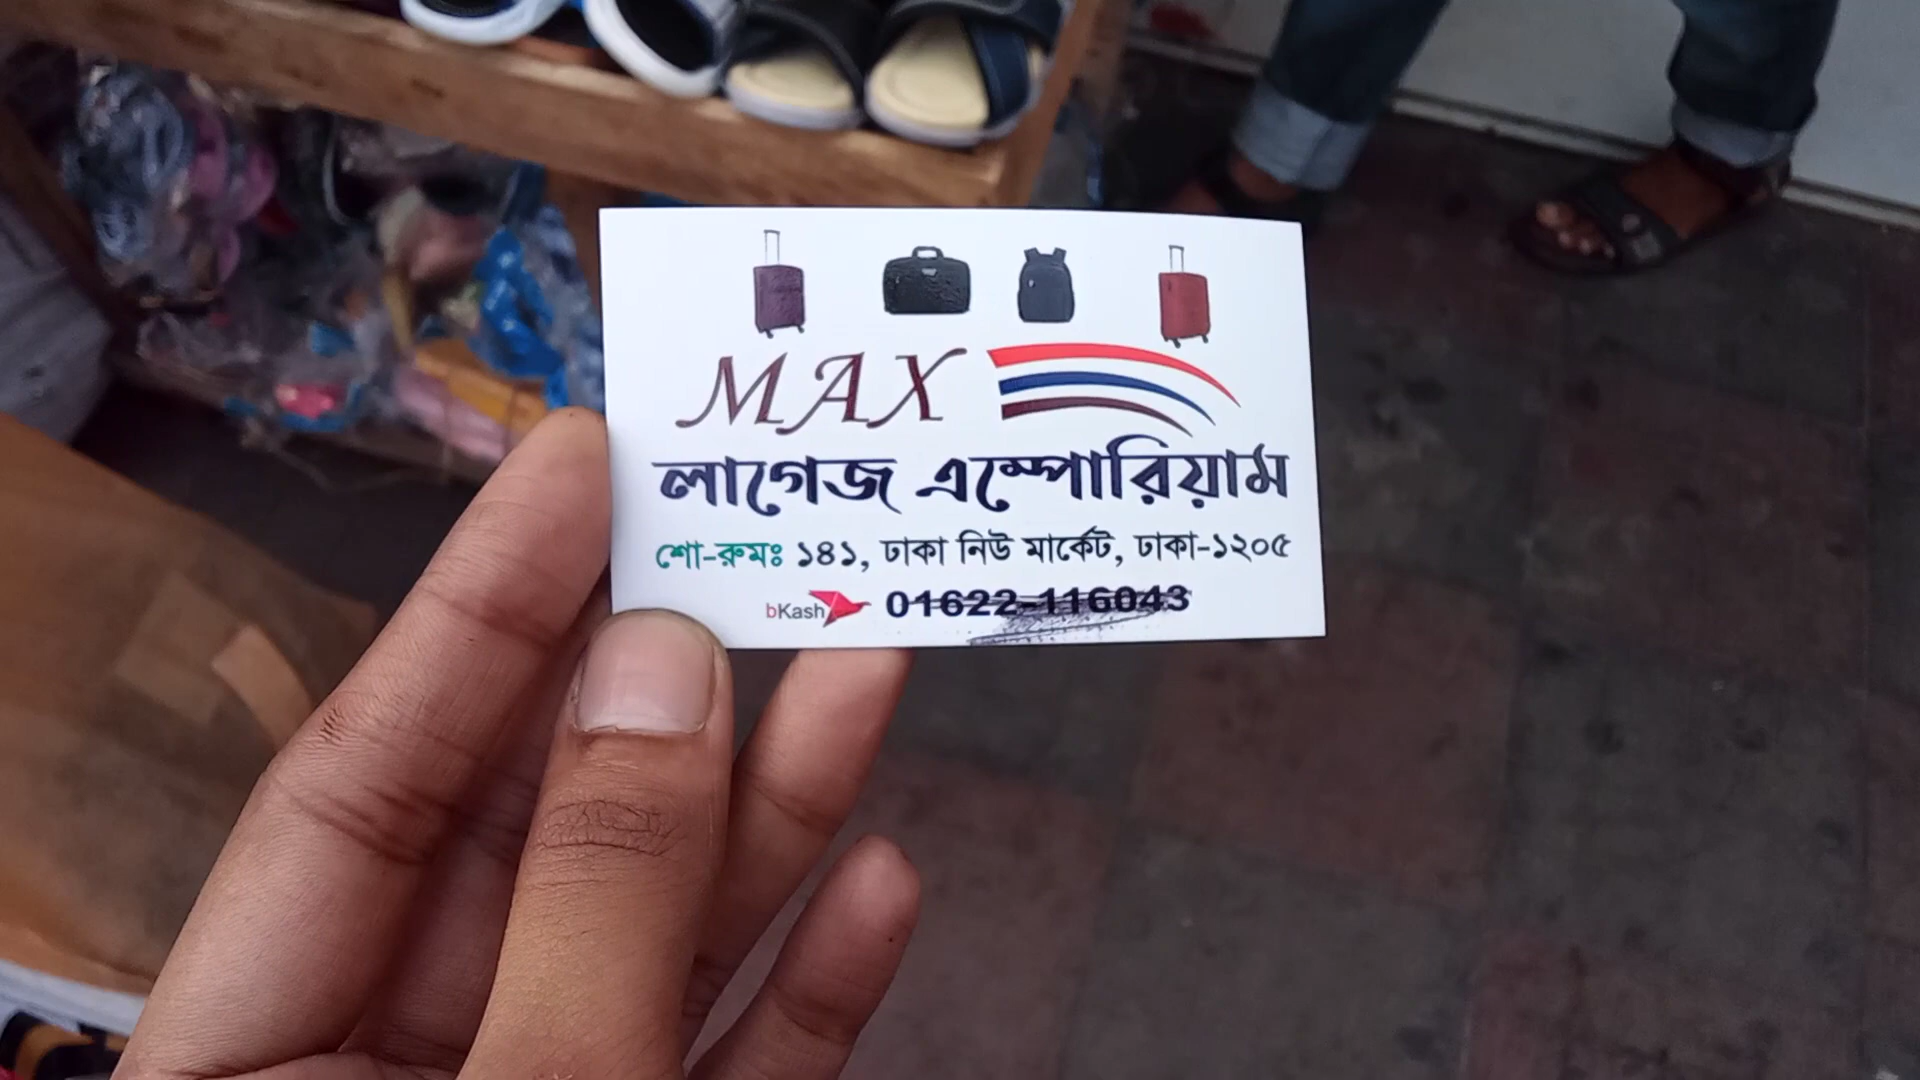 MAX
লাগেজ এম্পোরিয়াম
শো-রুমঃ ১৪১, ঢাকা নিউ মার্কেট, ঢাকা-১২০৫
bKash 01622-116043